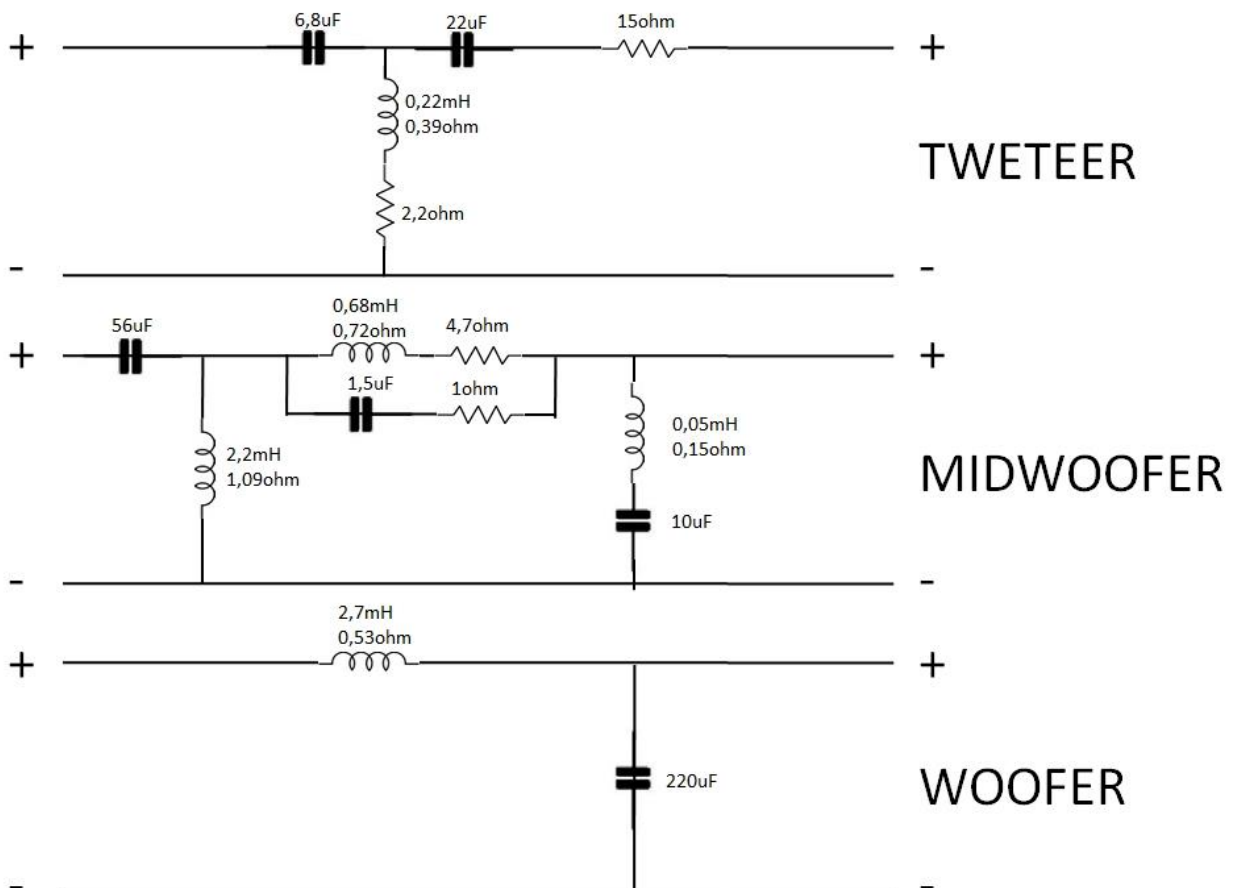 6,8uF
22uF
15ohm
+
+
0,22mH
0,39ohm
TWETEER
2,2ohm
-
-
0,68mH
0,72ohm
4,7ohm
56uF
+
+
1,5uF
1ohm
0,05mH
0,15ohm
2,2mH
1,09ohm
MIDWOOFER
10uF
-
-
2,7mH
0,53ohm
+
+
220uF
WOOFER
-
-